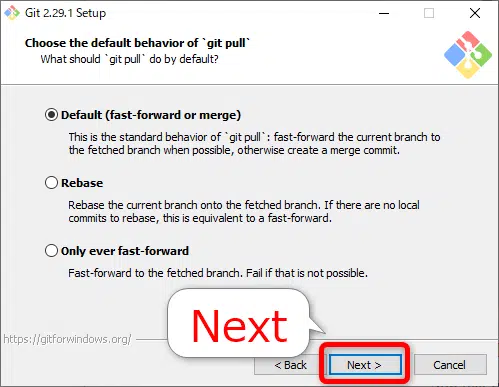 Git 2.29.1 Setup
Choose the default behavior of `git pull`
What should `git pull` do by default?
Default (fast-forward or merge)
This is the standard behavior of `git pull`: fast-forward the current branch to
the fetched branch when possible, otherwise create a merge commit.
Rebase
Rebase the current branch onto the fetched branch. If there are no local
commits to rebase, this is equivalent to a fast-forward.
Only ever fast-forward
Fast-forward to the fetched branch. Fail if that is not possible.
Next
https://gitforwindows.org/
< Back Next > Cancel